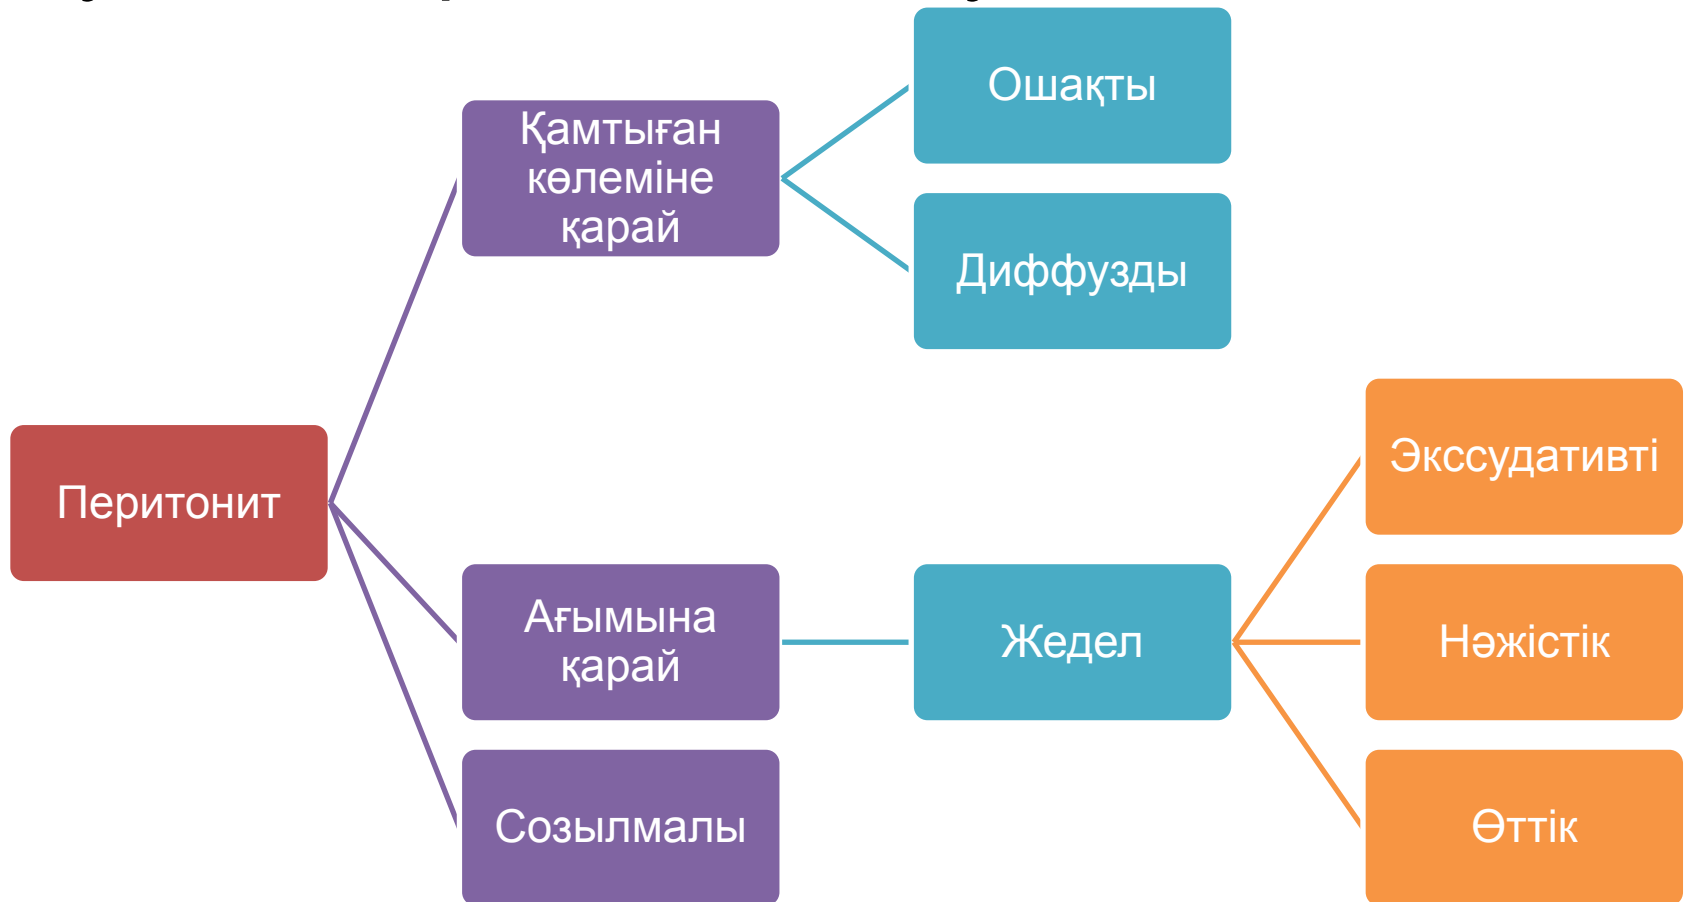 Ошақты
Қамтыған
көлеміне
қарай
Диффузды
Перитонит
Экссудативті
Ағымына
қарай
Жедел
Нәжістік
Созылмалы
Өттік